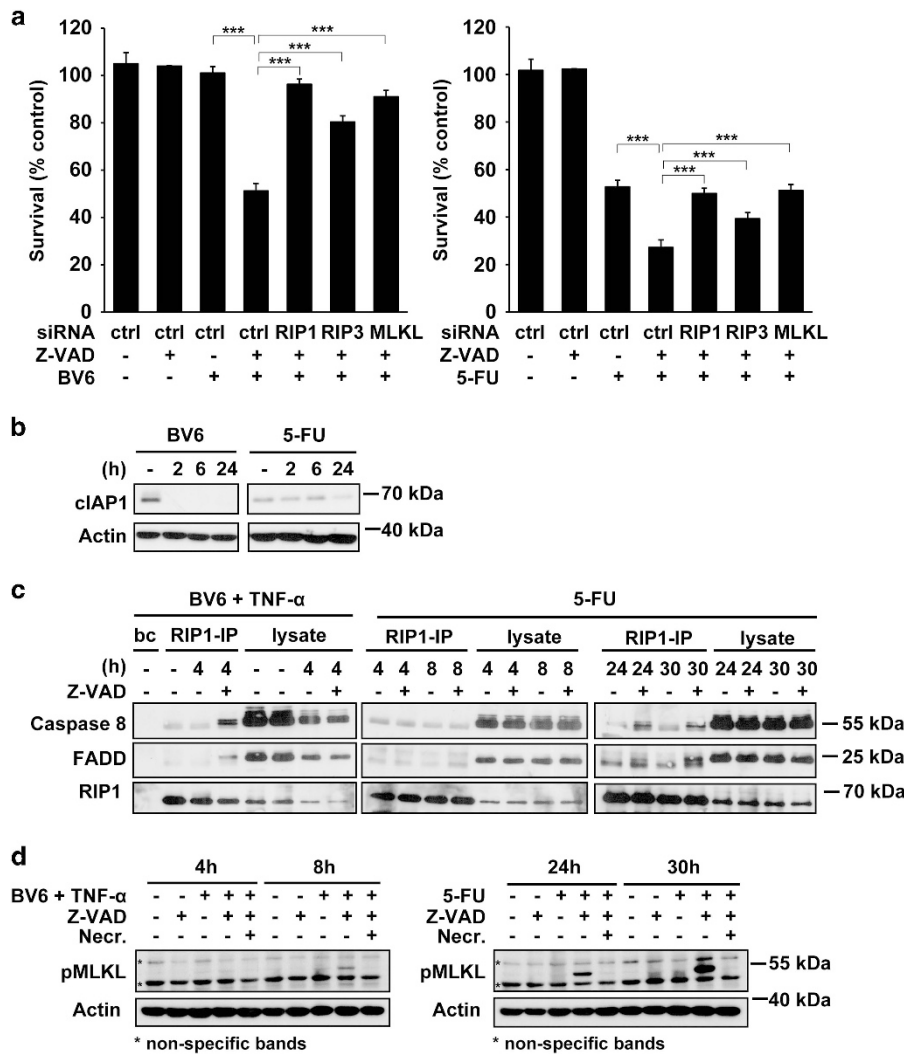 a
120
100
80
60
40
20
0
Survival (% control)
*** *** *** ***
siRNA ctrl ctrl ctrl ctrl RIP1 RIP3 MLKL
Z-VAD - + - + + + +
BV6 - - + + + + +
120
100
80
60
40
20
0
Survival (% control)
*** *** *** ***
siRNA ctrl ctrl ctrl ctrl RIP1 RIP3 MLKL
Z-VAD - + - + + + +
5-FU - - + + + + +
b
BV6 5-FU
(h) - 2 6 24 - 2 6 24
cIAP1 70 kDa
Actin 40 kDa
c
BV6 + TNF-α 5-FU
bc RIP1-IP lysate RIP1-IP lysate RIP1-IP lysate
(h) - - 4 4 - - 4 4 4 4 8 8 4 4 8 8 24 24 30 30 24 24 30 30
Z-VAD - - - + - - - + - + - + - + - + - + - + - + - +
Caspase 8 55 kDa
FADD 25 kDa
RIP1 70 kDa
d
4h 8h
BV6 + TNF-α - - + + + - - + + +
Z-VAD - + - + + - + - + +
Necr. - - - - + - - - - +
pMLKL * *
Actin
* non-specific bands
24h 30h
5-FU - - + + + - - + + +
Z-VAD - + - + + - + - + +
Necr. - - - - + - - - - +
pMLKL * * 55 kDa
Actin 40 kDa
* non-specific bands